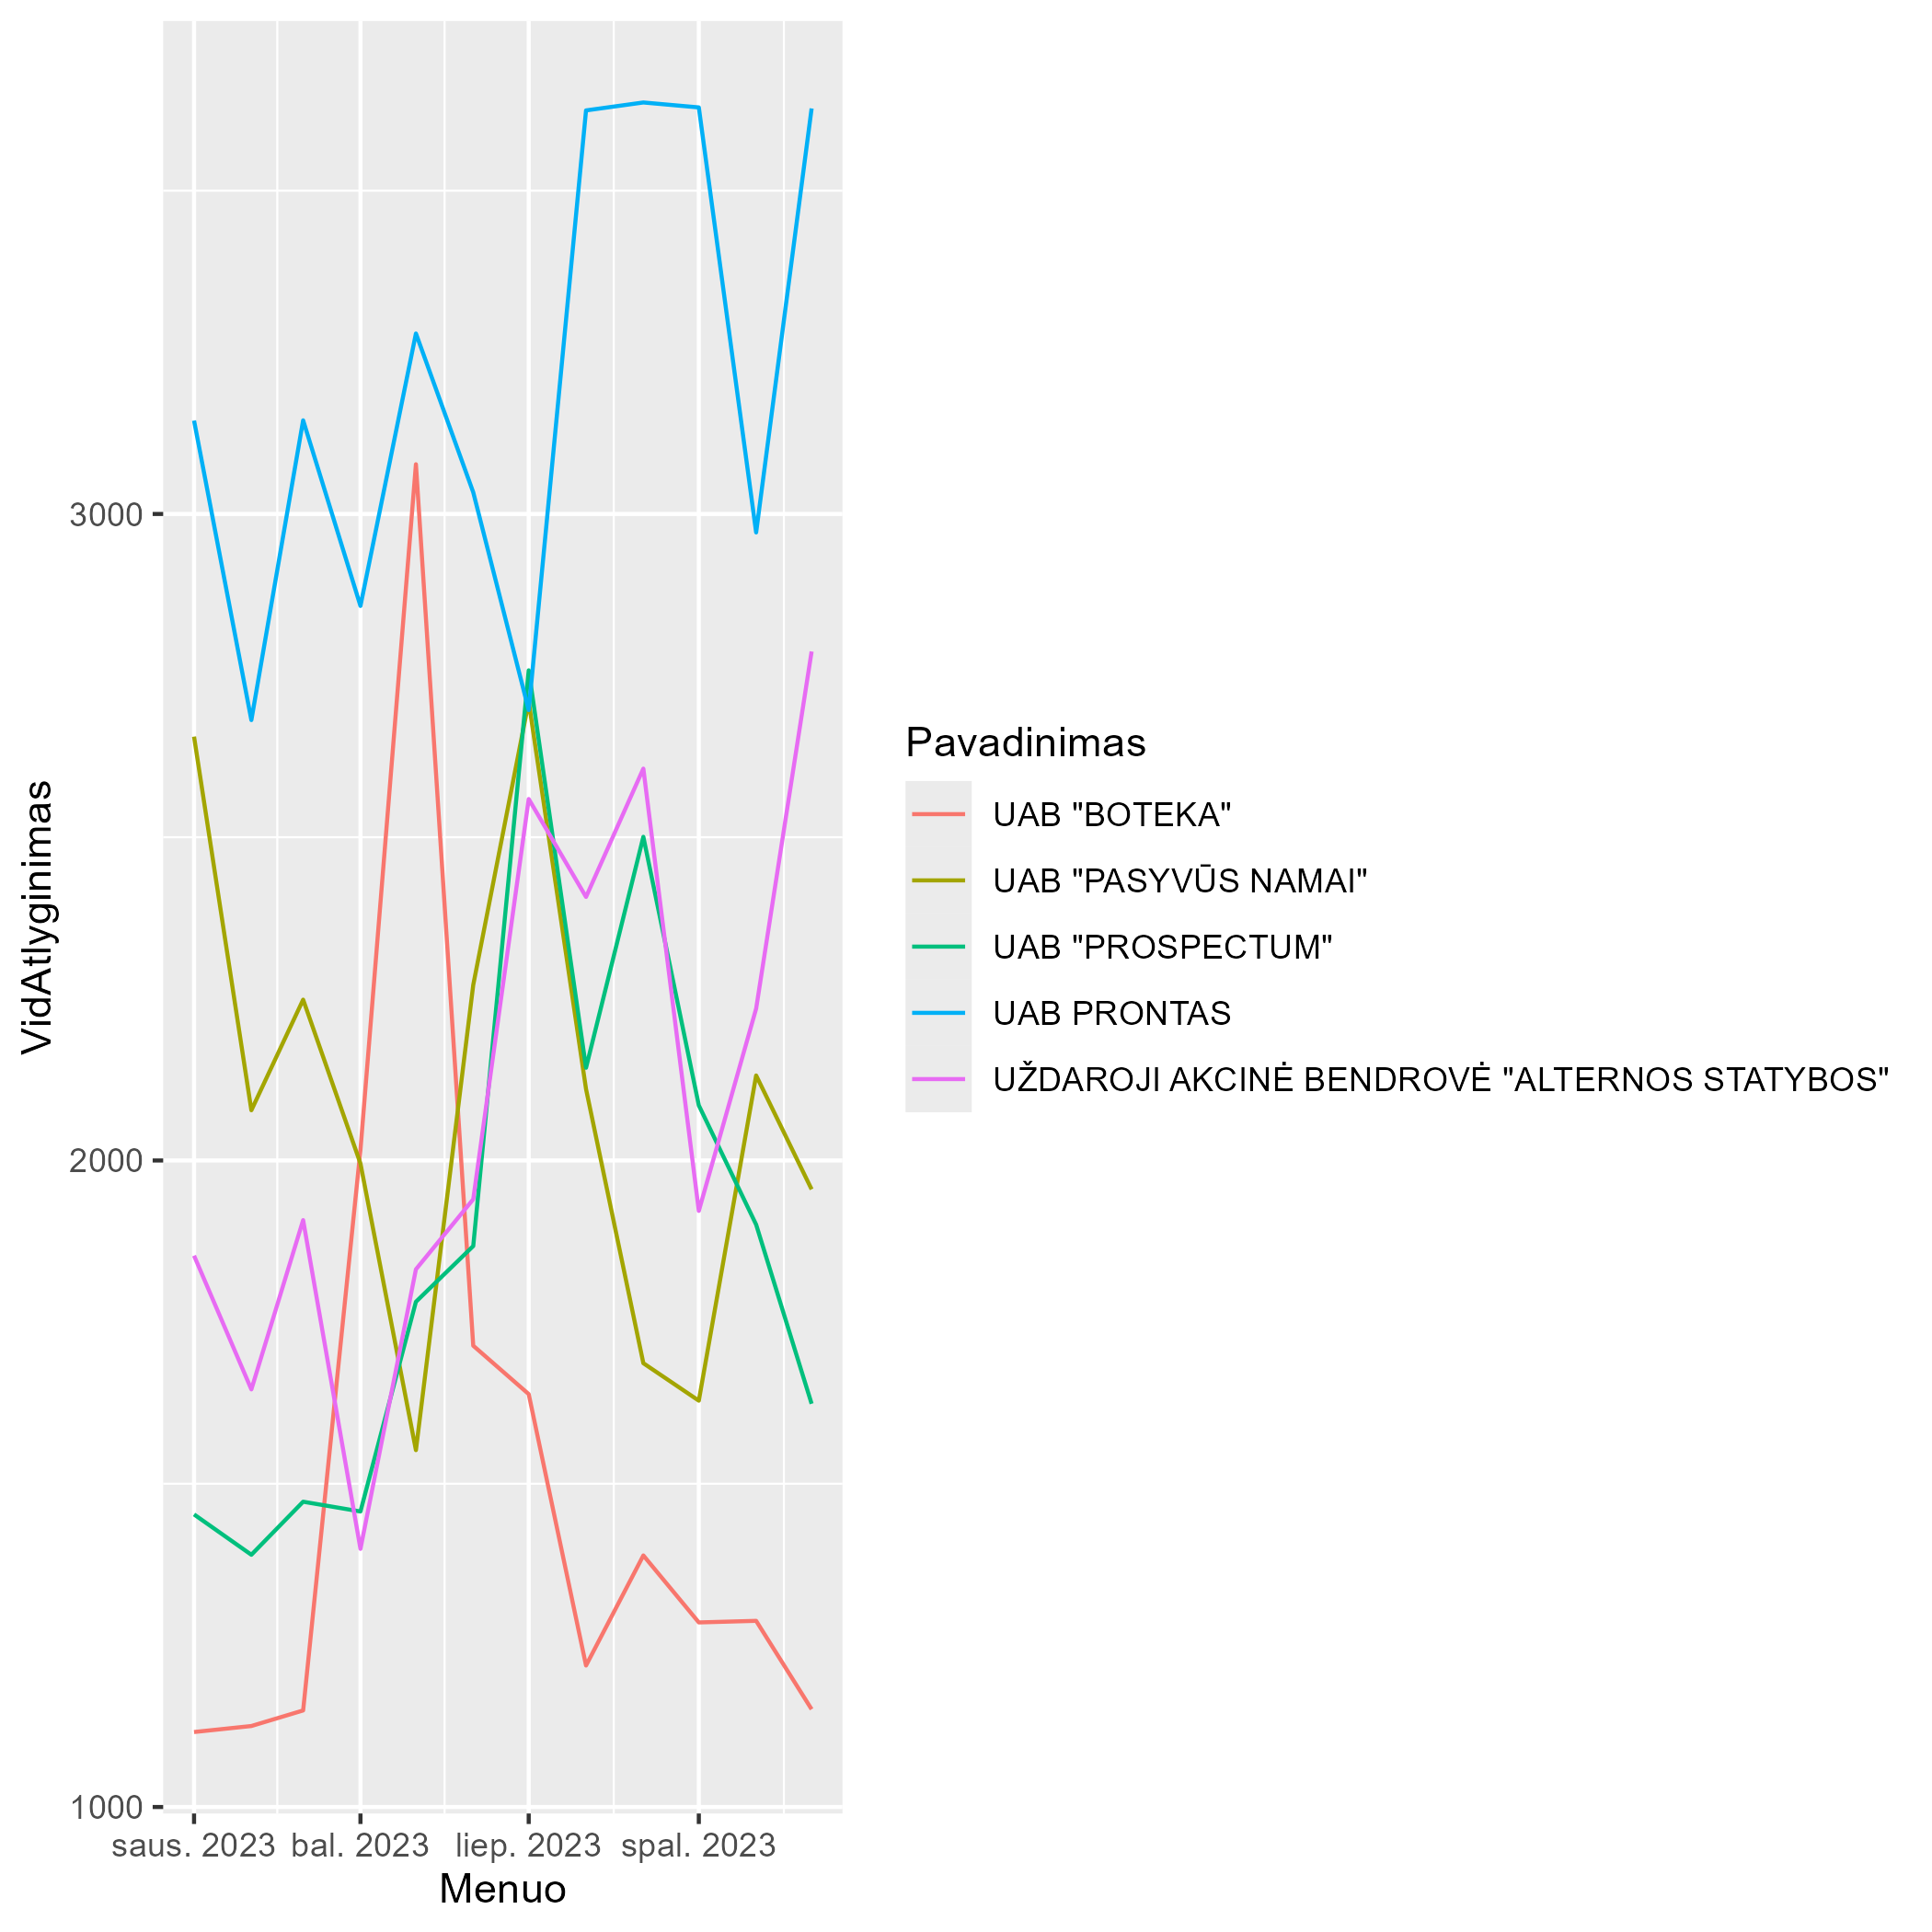 VidAtlyginimas
3000
2000
1000
saus. 2023
bal. 2023
liep. 2023
spal. 2023
Menuo
Pavadinimas
UAB "BOTEKA"
UAB "PASYVŪS NAMAI"
UAB "PROSPECTUM"
UAB PRONTAS
UŽDAROJI AKCINĖ BENDROVĖ "ALTERNOS STATYBOS"